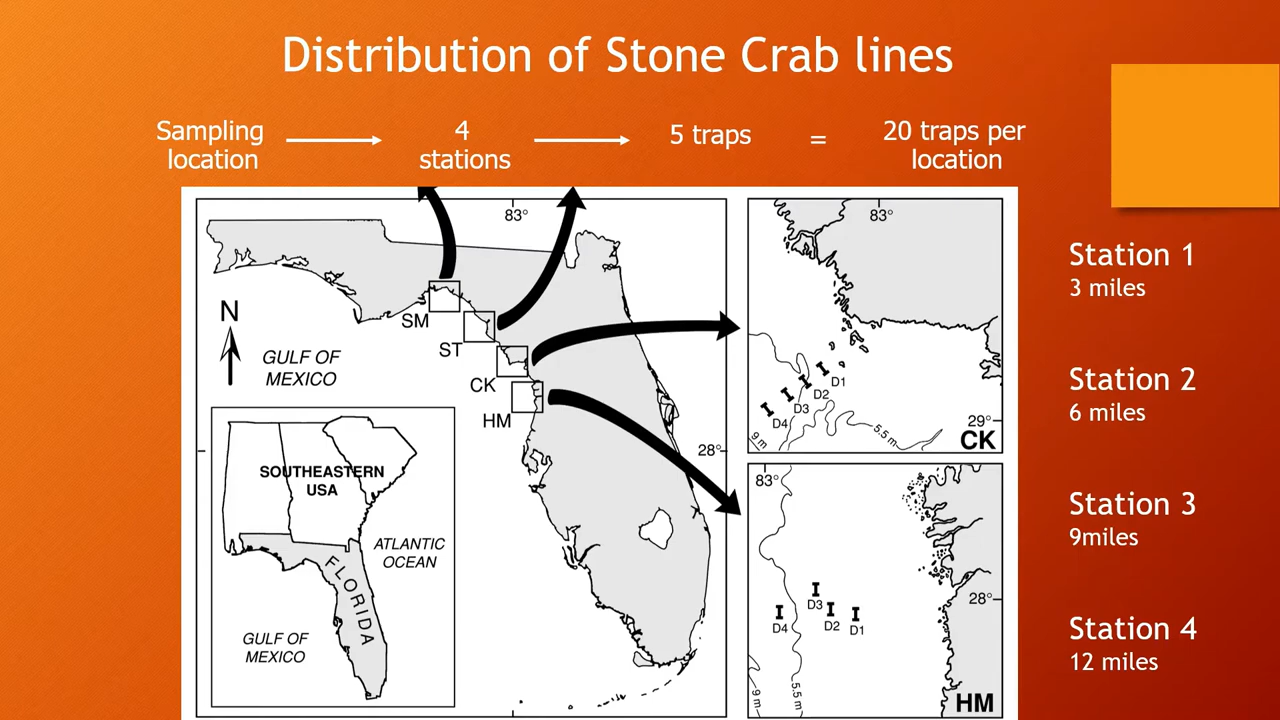 Distribution of Stone Crab lines
Sampling
location
4
stations
5 traps
=
20 traps per
location
83°
N
GULF OF
MEXICO
SM
ST
CK
HM
28°
SOUTHEASTERN
USA
ATLANTIC
OCEAN
FLORIDA
GULF OF
MEXICO
83°
D1
D2
D3
D4
9 m
5.5 m
29°
CK
83°
28°
D3
D4
D2
D1
9 m
5.5 m
HM
Station 1
3 miles
Station 2
6 miles
Station 3
9miles
Station 4
12 miles